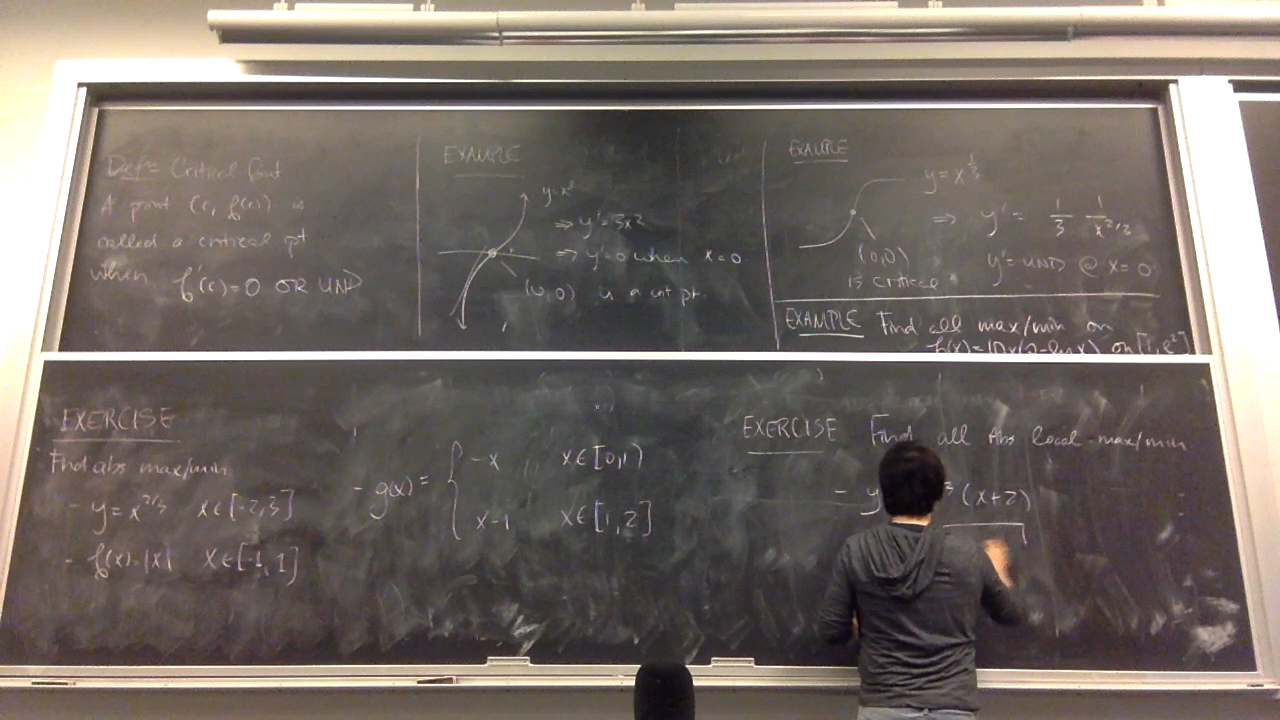 Def= Critical Point
A point (c, f(c)) is
called a critical pt
when f'(c)=0 OR UND
EXAMPLE
⇒ y'=3x2
⇒ y'=0 when x=0
(0,0) is a crit pt.
EXAMPLE
y = x^{1/3}
⇒ y' = 1/3 1/x^{2/3}
(0,0)
is critical
y'=UND @ x=0
EXAMPLE Find all max/min on
f(x)=10x(2-ln x) on [1, e²]
EXERCISE
Find abs max/min
- y=x^{2/3} x∈[-2,3]
- f(x)=|x| x∈[-1, 1]
- g(x)= { -x x∈[0,1)
x-1 x∈[1,2]
EXERCISE Find all Abs local max/min
- y (x+2)